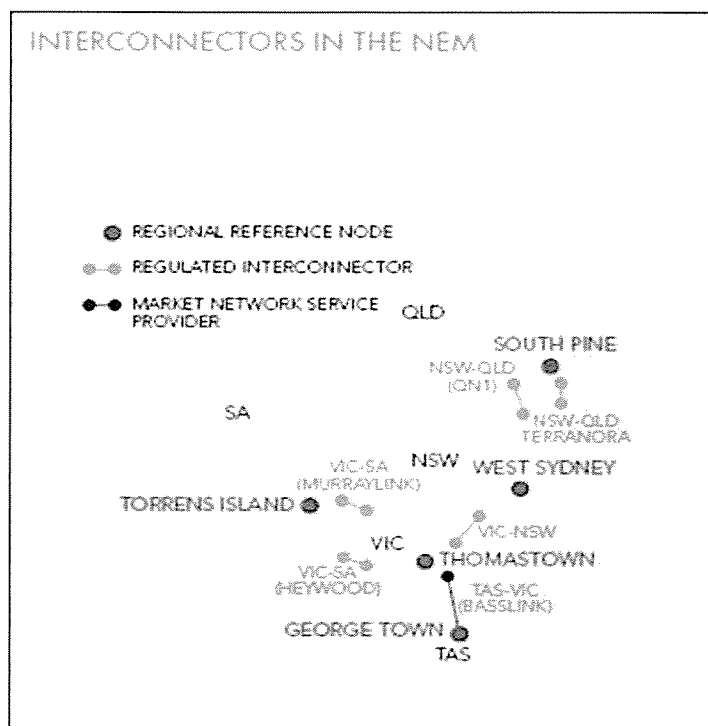 INTERCONNECTORS IN THE NEM
REGIONAL REFERENCE NODE
REGULATED INTERCONNECTOR
MARKET NETWORK SERVICE
PROVIDER
QLD
SOUTH PINE
NSW-QLD
(QN1)
NSW-QLD
TERRANORA
SA
NSW
WEST SYDNEY
VIC-SA
(MURRAYLINK)
TORRENS ISLAND
VIC-NSW
VIC
THOMASTOWN
VIC-SA
(HEYWOOD)
TAS-VIC
(BASSLINK)
GEORGE TOWN
TAS